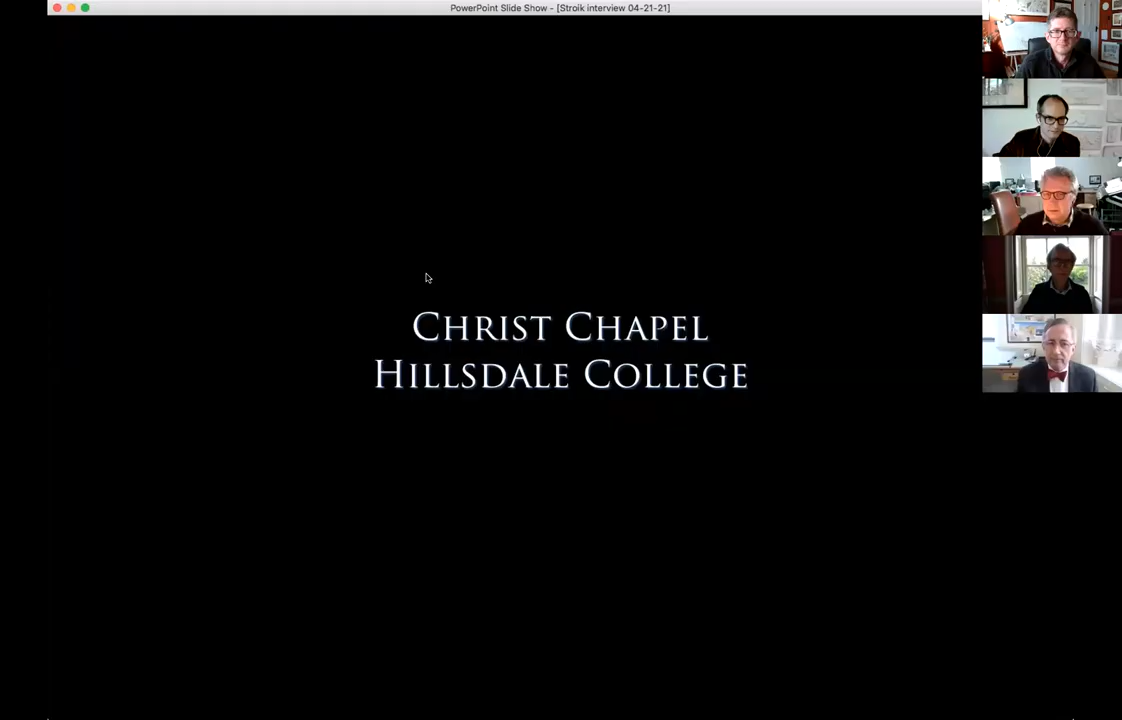 PowerPoint Slide Show - [Stroik interview 04-21-21]
CHRIST CHAPEL
HILLSDALE COLLEGE